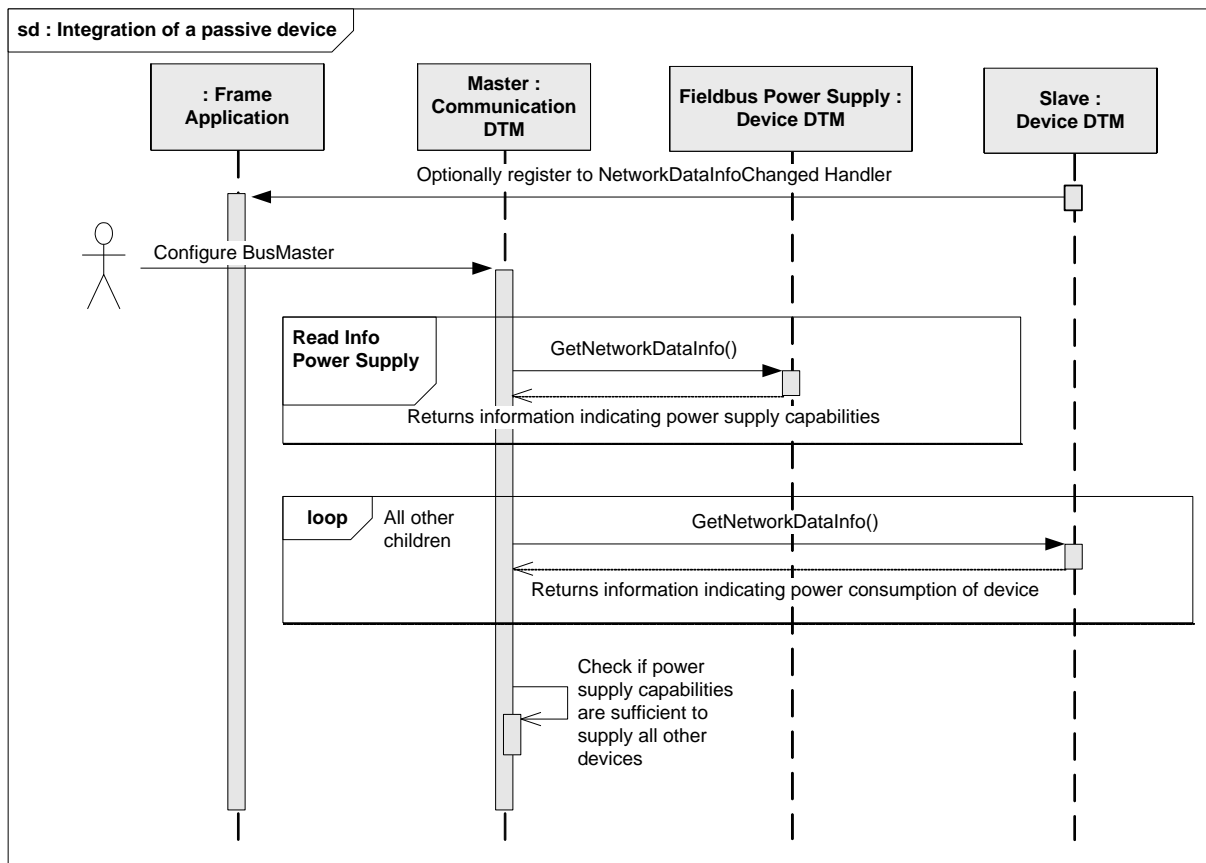 sd : Integration of a passive device
: Frame
Application
Master :
Communication
DTM
Fieldbus Power Supply :
Device DTM
Slave :
Device DTM
Optionally register to NetworkDataInfoChanged Handler
Configure BusMaster
Read Info
Power Supply
GetNetworkDataInfo()
Returns information indicating power supply capabilities
loop
All other
children
GetNetworkDataInfo()
Returns information indicating power consumption of device
Check if power
supply capabilities
are sufficient to
supply all other
devices